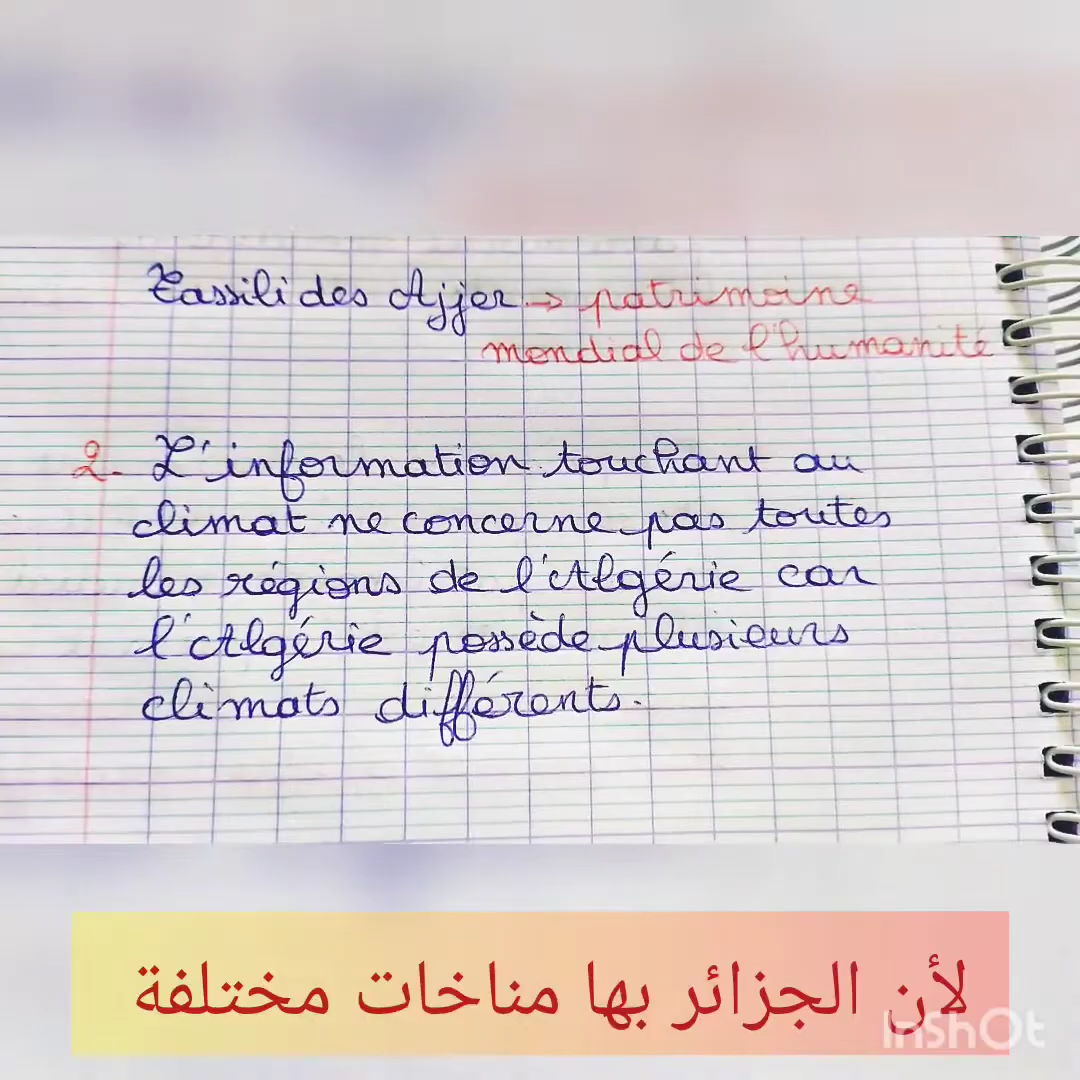 Tassili des Ajjer → patrimoine
mondial de l'humanité
2- L'information touchant au
climat ne concerne pas toutes
les régions de l'Algérie car
l'Algérie possède plusieurs
climats différents.
لأن الجزائر بها مناخات مختلفة
InShOt